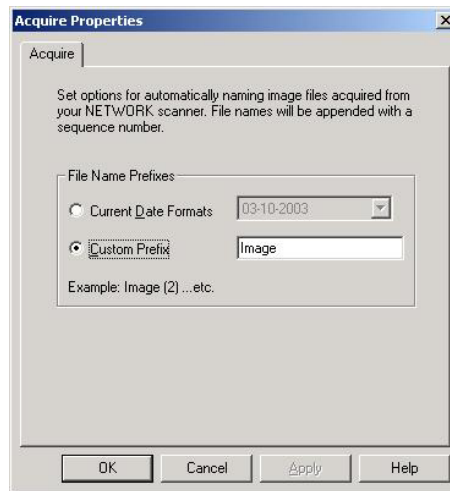 Acquire Properties
Acquire
Set options for automatically naming image files acquired from
your NETWORK scanner. File names will be appended with a
sequence number.
File Name Prefixes
Current Date Formats 03-10-2003
Custom Prefix Image
Example: Image (2) ...etc.
OK Cancel Apply Help